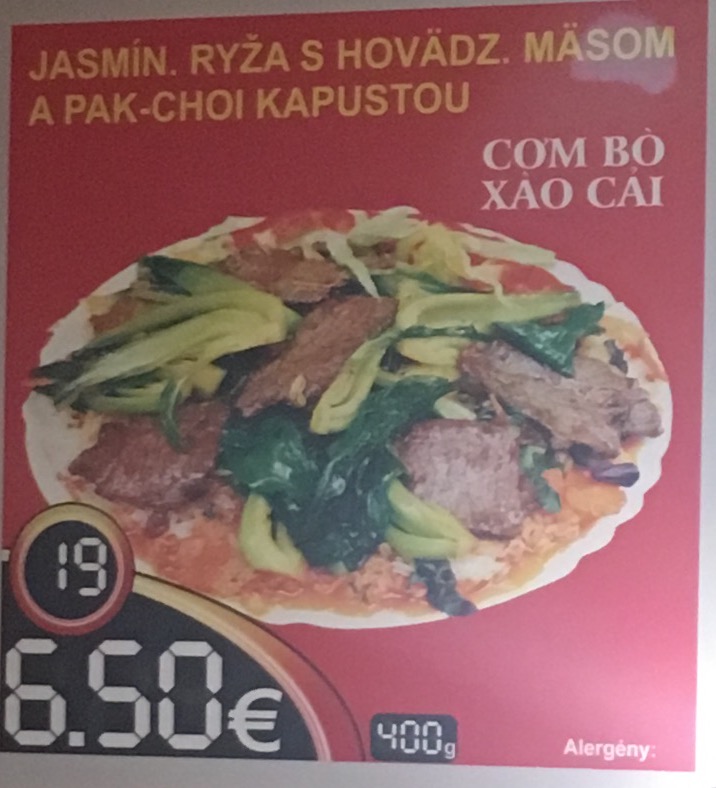 JASMÍN. RYŽA S HOVÄDZ. MÄSOM
A PAK-CHOI KAPUSTOU
CƠM BÒ
XÀO CẢI
19
6.50€
400g
Alergény: